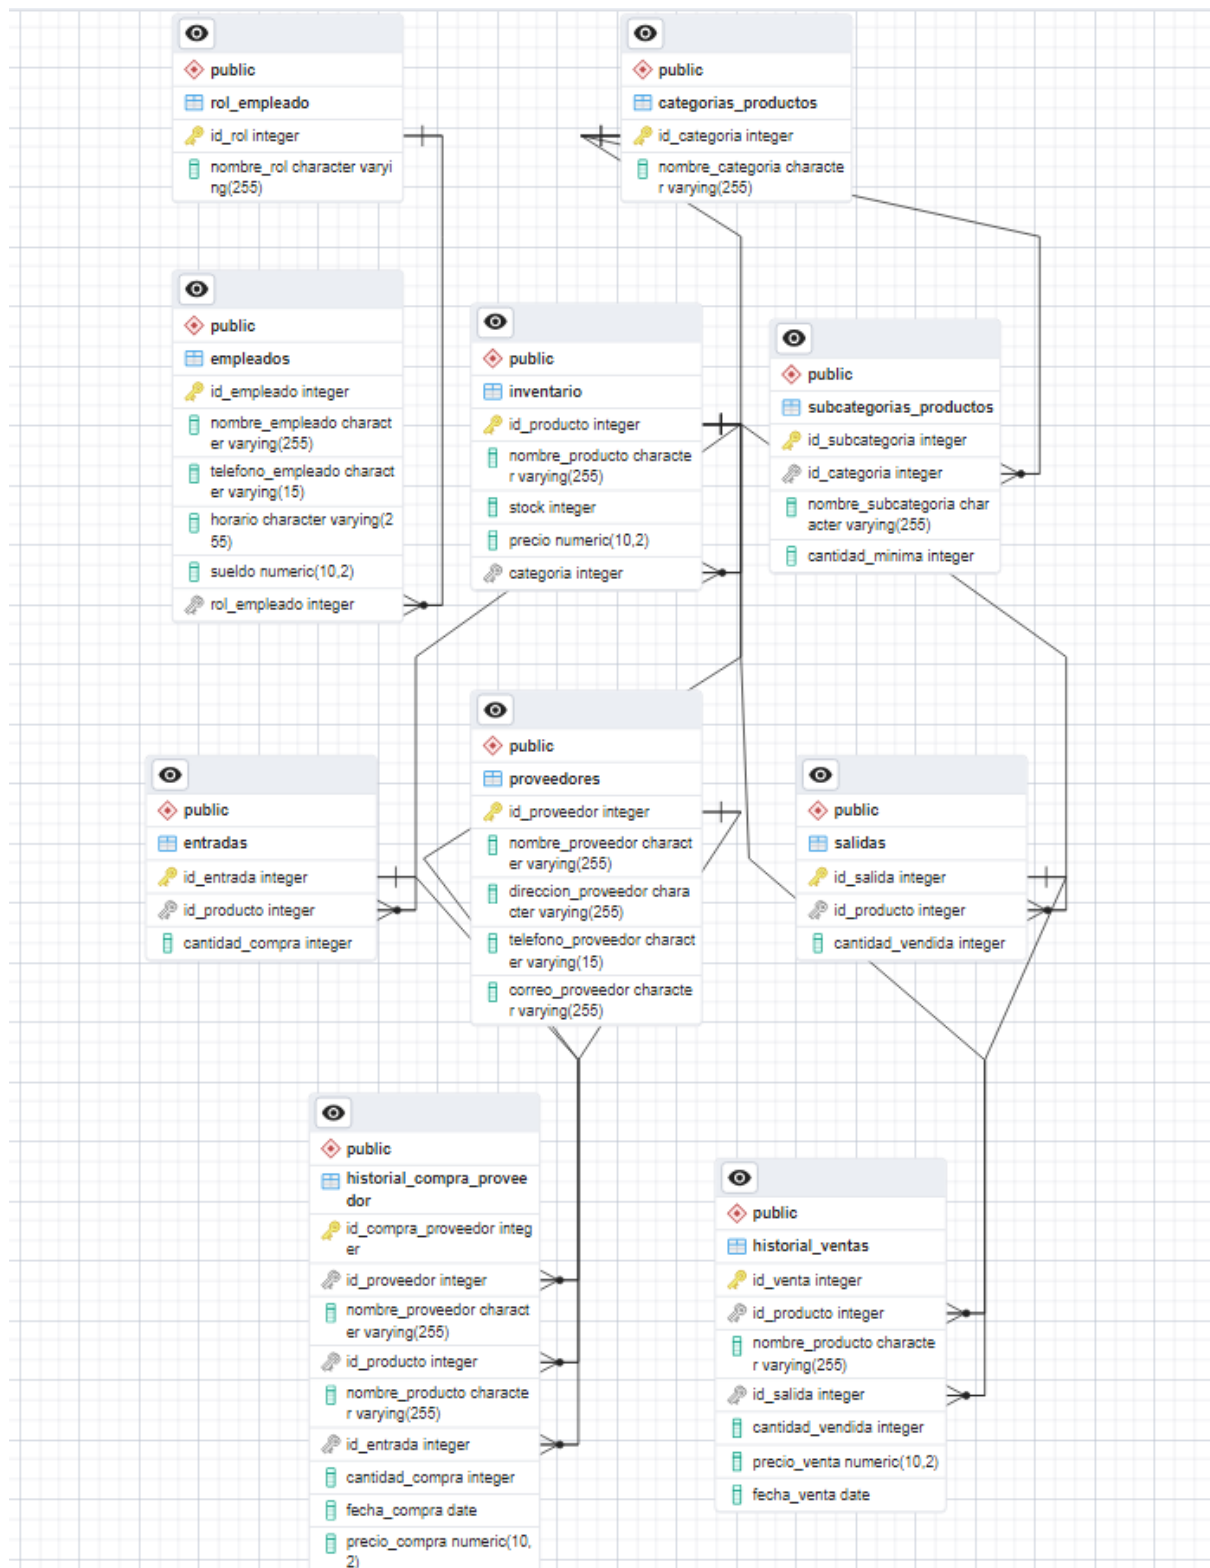 public
rol_empleado
id_rol integer
nombre_rol character varyi
ng(255)
public
categorias_productos
id_categoria integer
nombre_categoria characte
r varying(255)
public
empleados
id_empleado integer
nombre_empleado charact
er varying(255)
telefono_empleado charact
er varying(15)
horario character varying(2
55)
sueldo numeric(10,2)
rol_empleado integer
public
inventario
id_producto integer
nombre_producto characte
r varying(255)
stock integer
precio numeric(10,2)
categoria integer
public
subcategorias_productos
id_subcategoria integer
id_categoria integer
nombre_subcategoria char
acter varying(255)
cantidad_minima integer
public
entradas
id_entrada integer
id_producto integer
cantidad_compra integer
public
proveedores
id_proveedor integer
nombre_proveedor charact
er varying(255)
direccion_proveedor chara
cter varying(255)
telefono_proveedor charact
er varying(15)
correo_proveedor characte
r varying(255)
public
salidas
id_salida integer
id_producto integer
cantidad_vendida integer
public
historial_compra_provee
dor
id_compra_proveedor integ
er
id_proveedor integer
nombre_proveedor charact
er varying(255)
id_producto integer
nombre_producto characte
r varying(255)
id_entrada integer
cantidad_compra integer
fecha_compra date
precio_compra numeric(10,
2)
public
historial_ventas
id_venta integer
id_producto integer
nombre_producto characte
r varying(255)
id_salida integer
cantidad_vendida integer
precio_venta numeric(10,2)
fecha_venta date